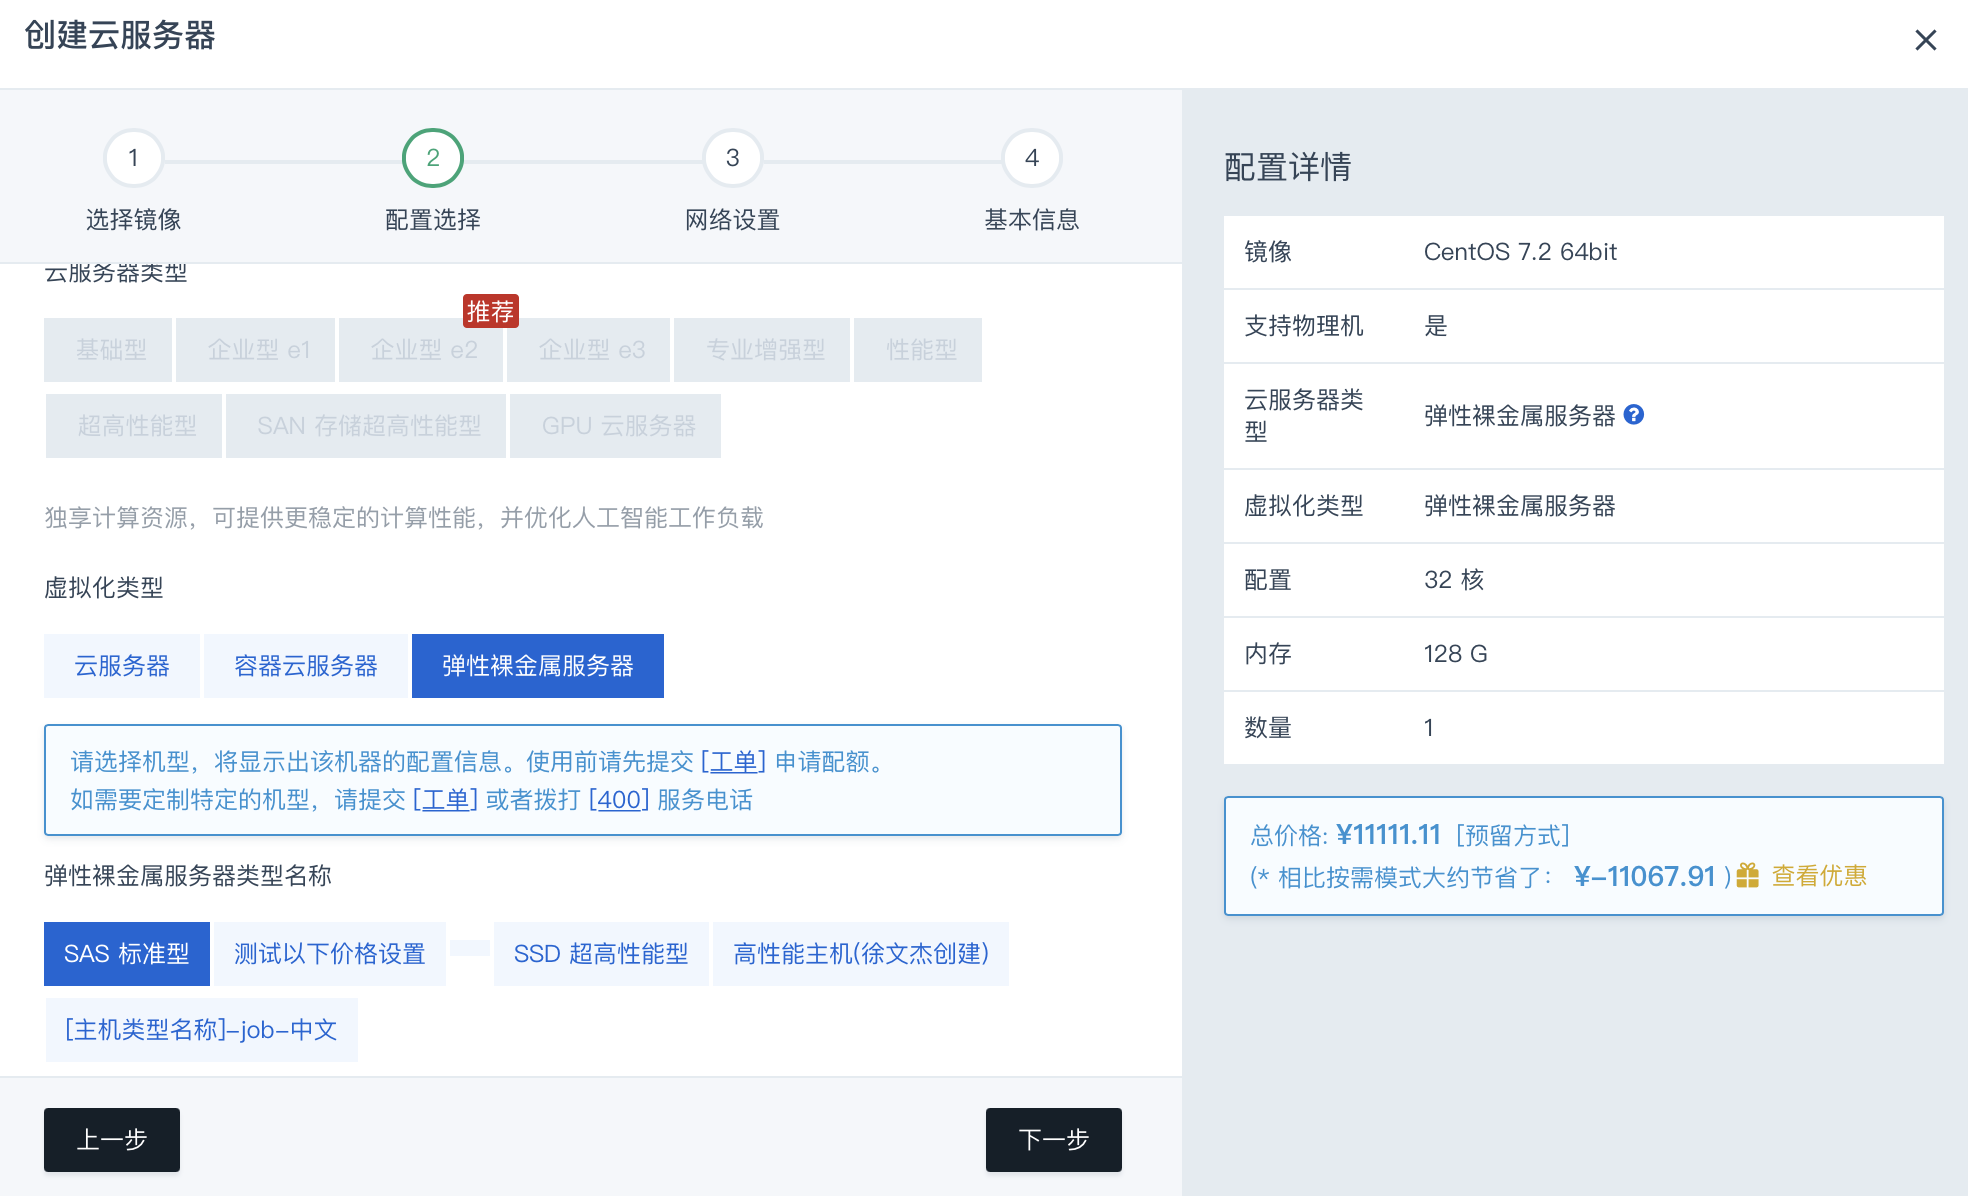 创建云服务器
1
2
3
4
选择镜像
配置选择
网络设置
基本信息
云服务器类型
推荐
基础型
企业型 e1
企业型 e2
企业型 e3
专业增强型
性能型
超高性能型
SAN 存储超高性能型
GPU 云服务器
独享计算资源，可提供更稳定的计算性能，并优化人工智能工作负载
虚拟化类型
云服务器
容器云服务器
弹性裸金属服务器
请选择机型，将显示出该机器的配置信息。使用前请先提交 [工单] 申请配额。
如需要定制特定的机型，请提交 [工单] 或者拨打 [400] 服务电话
弹性裸金属服务器类型名称
SAS 标准型
测试以下价格设置
SSD 超高性能型
高性能主机(徐文杰创建)
[主机类型名称]-job-中文
上一步
下一步
配置详情
镜像 CentOS 7.2 64bit
支持物理机 是
云服务器类
型
弹性裸金属服务器 ?
虚拟化类型 弹性裸金属服务器
配置 32 核
内存 128 G
数量 1
总价格: ¥11111.11 [预留方式]
(* 相比按需模式大约节省了： ¥-11067.91 ) 查看优惠